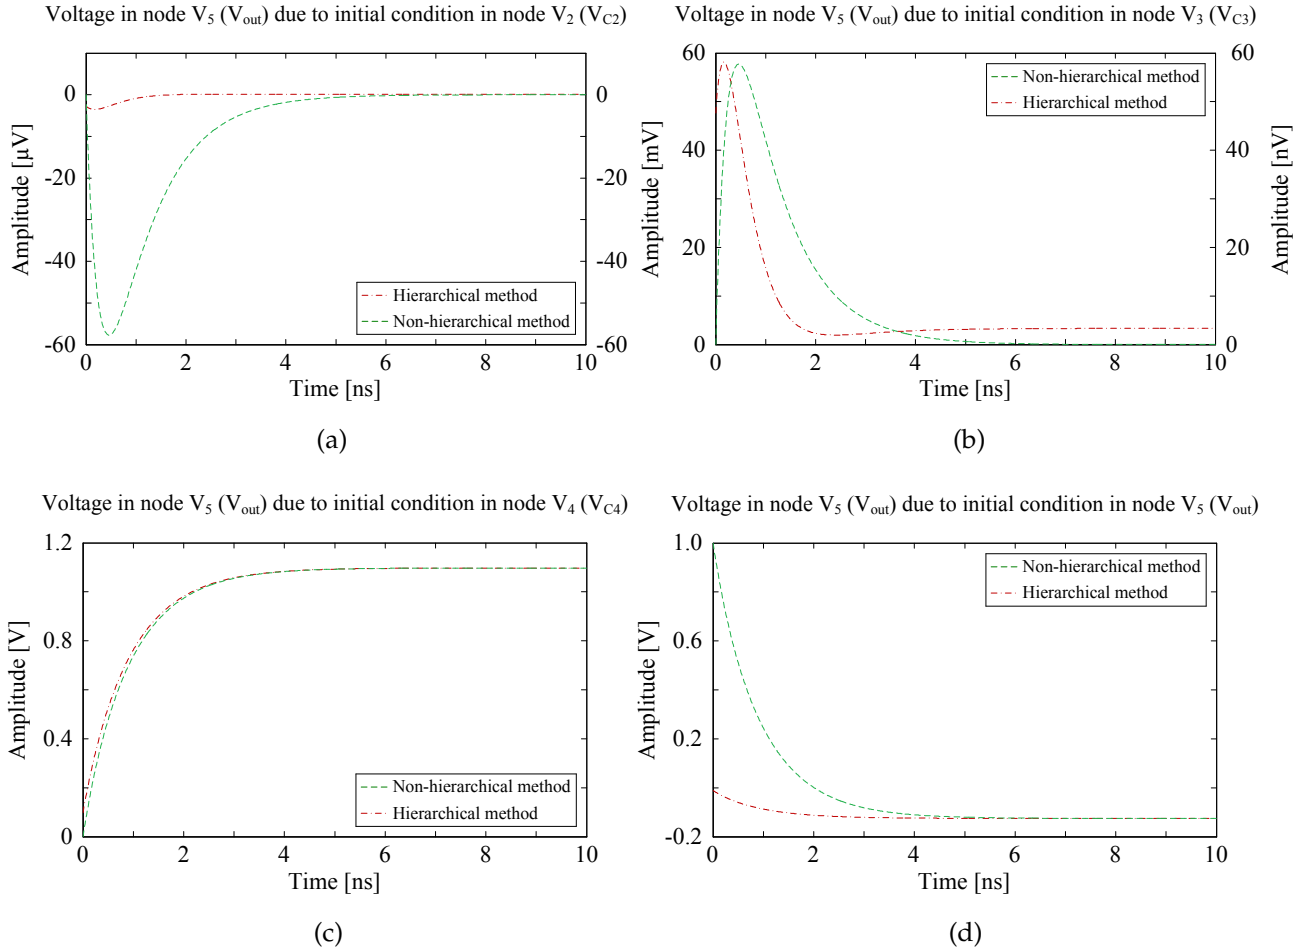 Voltage in node V5 (Vout) due to initial condition in node V2 (VC2)
0
-20
-40
-60
Amplitude [µV]
0
-20
-40
-60
Hierarchical method
Non-hierarchical method
0 2 4 6 8 10
Time [ns]
(a)
Voltage in node V5 (Vout) due to initial condition in node V3 (VC3)
60
40
20
0
Amplitude [mV]
60
40
20
0
Amplitude [nV]
Non-hierarchical method
Hierarchical method
0 2 4 6 8 10
Time [ns]
(b)
Voltage in node V5 (Vout) due to initial condition in node V4 (VC4)
1.2
0.8
0.4
0
Amplitude [V]
Non-hierarchical method
Hierarchical method
0 2 4 6 8 10
Time [ns]
(c)
Voltage in node V5 (Vout) due to initial condition in node V5 (Vout)
1.0
0.6
0.2
-0.2
Amplitude [V]
Non-hierarchical method
Hierarchical method
0 2 4 6 8 10
Time [ns]
(d)